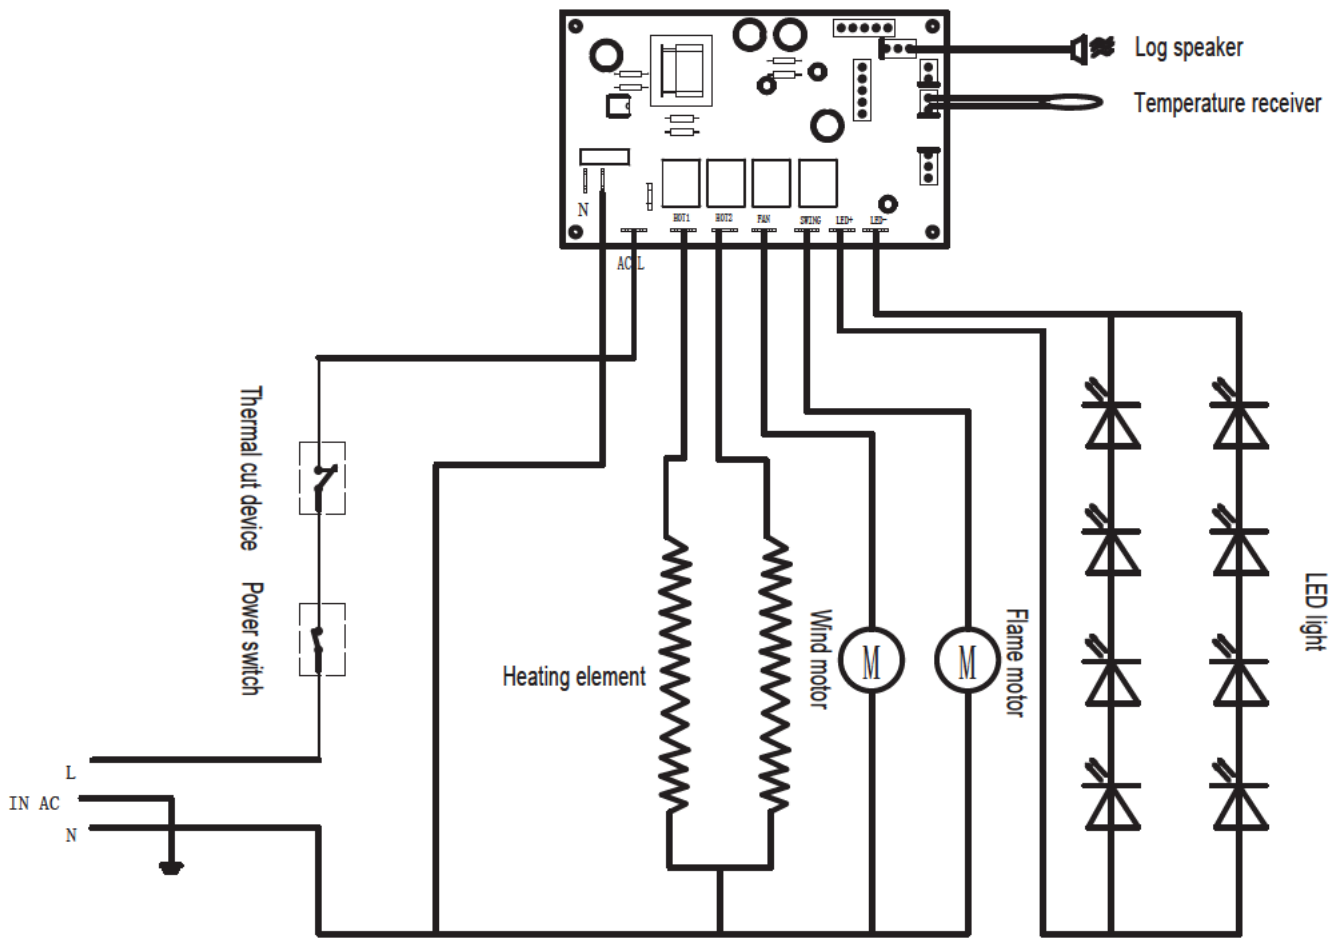 Log speaker
Temperature receiver
N
HOT1
HOT2
FAN
SWING
LED+
LED-
AC L
Thermal cut device
Power switch
Heating element
Wind motor
M
M
Flame motor
LED light
L
IN AC
N